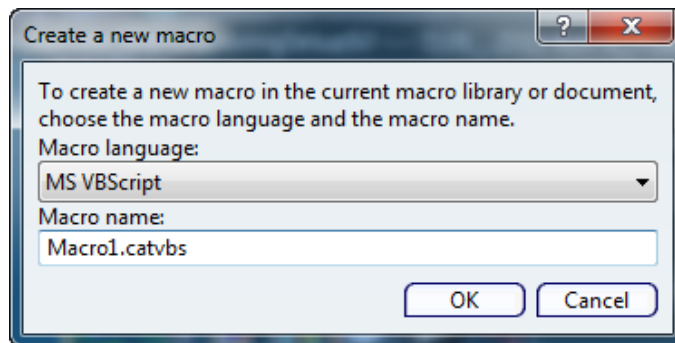 Create a new macro
To create a new macro in the current macro library or document,
choose the macro language and the macro name.
Macro language:
MS VBScript
Macro name:
Macro1.catvbs
OK Cancel